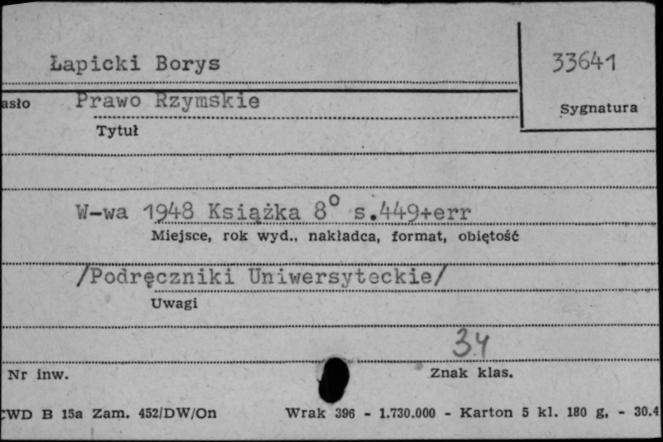 Łapicki Borys
33641
asło Prawo Rzymskie
Sygnatura
Tytuł
W-wa 1948 Książka 8° s.449+err
Miejsce, rok wyd., nakładca, format, obiętość
/Podręczniki Uniwersyteckie/
Uwagi
34
Nr inw.
Znak klas.
CWD B 15a Zam. 452/DW/On Wrak 396 - 1.730.000 - Karton 5 kl. 180 g, - 30.4